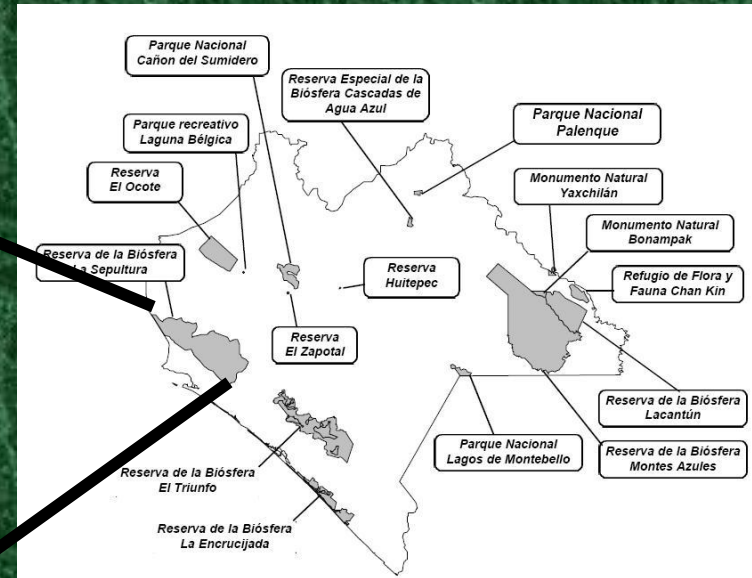 Parque Nacional
Cañon del Sumidero
Reserva Especial de la
Biósfera Cascadas de
Agua Azul
Parque Nacional
Palenque
Parque recreativo
Laguna Bélgica
Reserva
El Ocote
Monumento Natural
Yaxchilán
Monumento Natural
Bonampak
Reserva de la Biósfera
La Sepultura
Reserva
Huitepec
Refugio de Flora y
Fauna Chan Kin
Reserva
El Zapotal
Reserva de la Biósfera
Lacantún
Parque Nacional
Lagos de Montebello
Reserva de la Biósfera
Montes Azules
Reserva de la Biósfera
El Triunfo
Reserva de la Biósfera
La Encrucijada